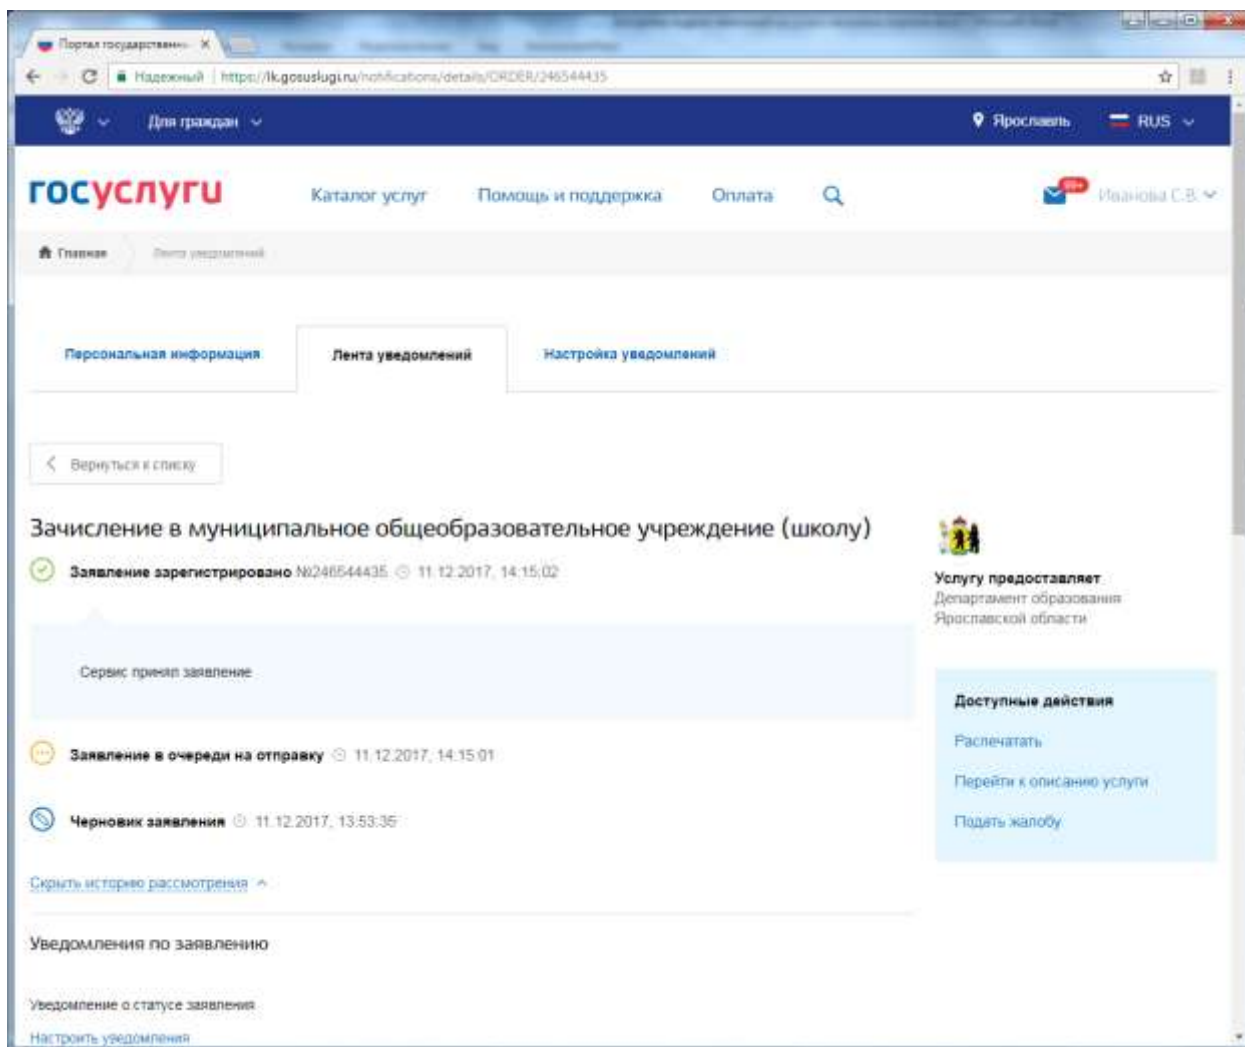 Портал государственн
Надежный https://lk.gosuslugi.ru/notifications/details/ORDER/246544435
Для граждан
Ярославль
RUS
госуслуги
Каталог услуг
Помощь и поддержка
Оплата
99+
Иванова С.В.
Главная
Лента уведомлений
Персональная информация
Лента уведомлений
Настройка уведомлений
Вернуться к списку
Зачисление в муниципальное общеобразовательное учреждение (школу)
Заявление зарегистрировано №246544435 11.12.2017, 14:15:02
Сервис принял заявление
Заявление в очереди на отправку 11.12.2017, 14:15:01
Черновик заявления 11.12.2017, 13:53:35
Скрыть историю рассмотрения
Уведомления по заявлению
Уведомление о статусе заявления
Настроить уведомления
Услугу предоставляет
Департамент образования
Ярославской области
Доступные действия
Распечатать
Перейти к описанию услуги
Подать жалобу